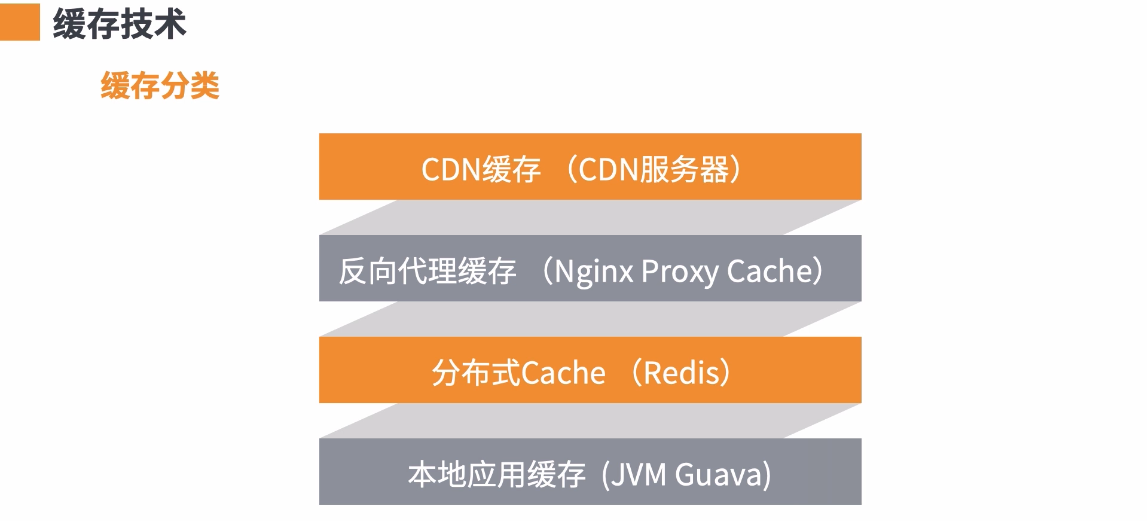 缓存技术
缓存分类
CDN缓存 （CDN服务器）
反向代理缓存 （Nginx Proxy Cache）
分布式Cache （Redis）
本地应用缓存 (JVM Guava)